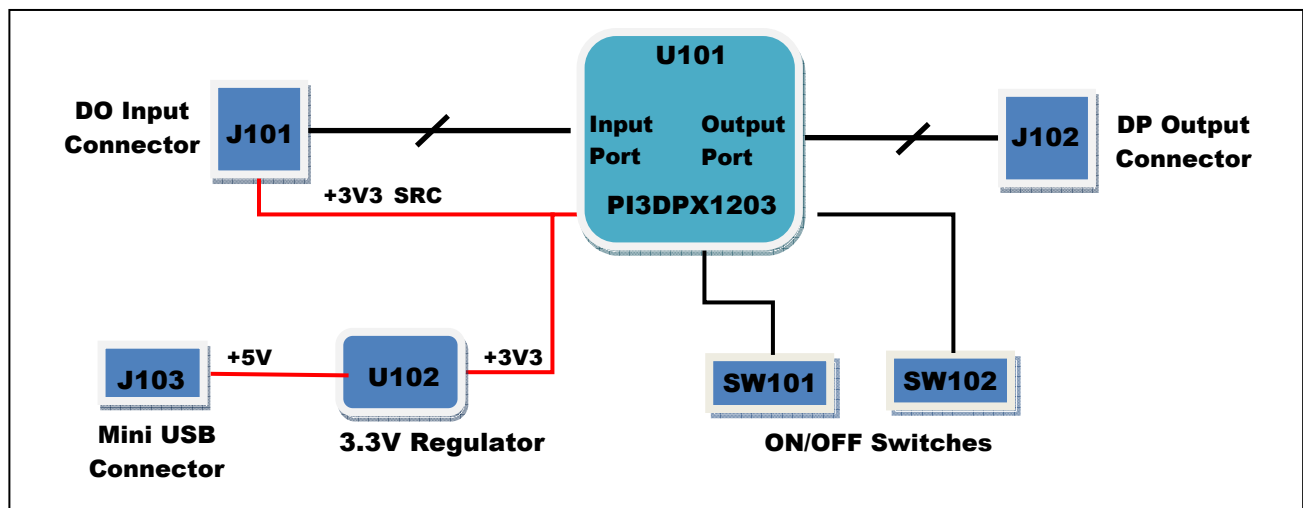 U101
DO Input
Connector
J101
Input
Port
Output
Port
J102
DP Output
Connector
+3V3 SRC
PI3DPX1203
+5V
+3V3
J103
U102
SW101
SW102
Mini USB
Connector
3.3V Regulator
ON/OFF Switches